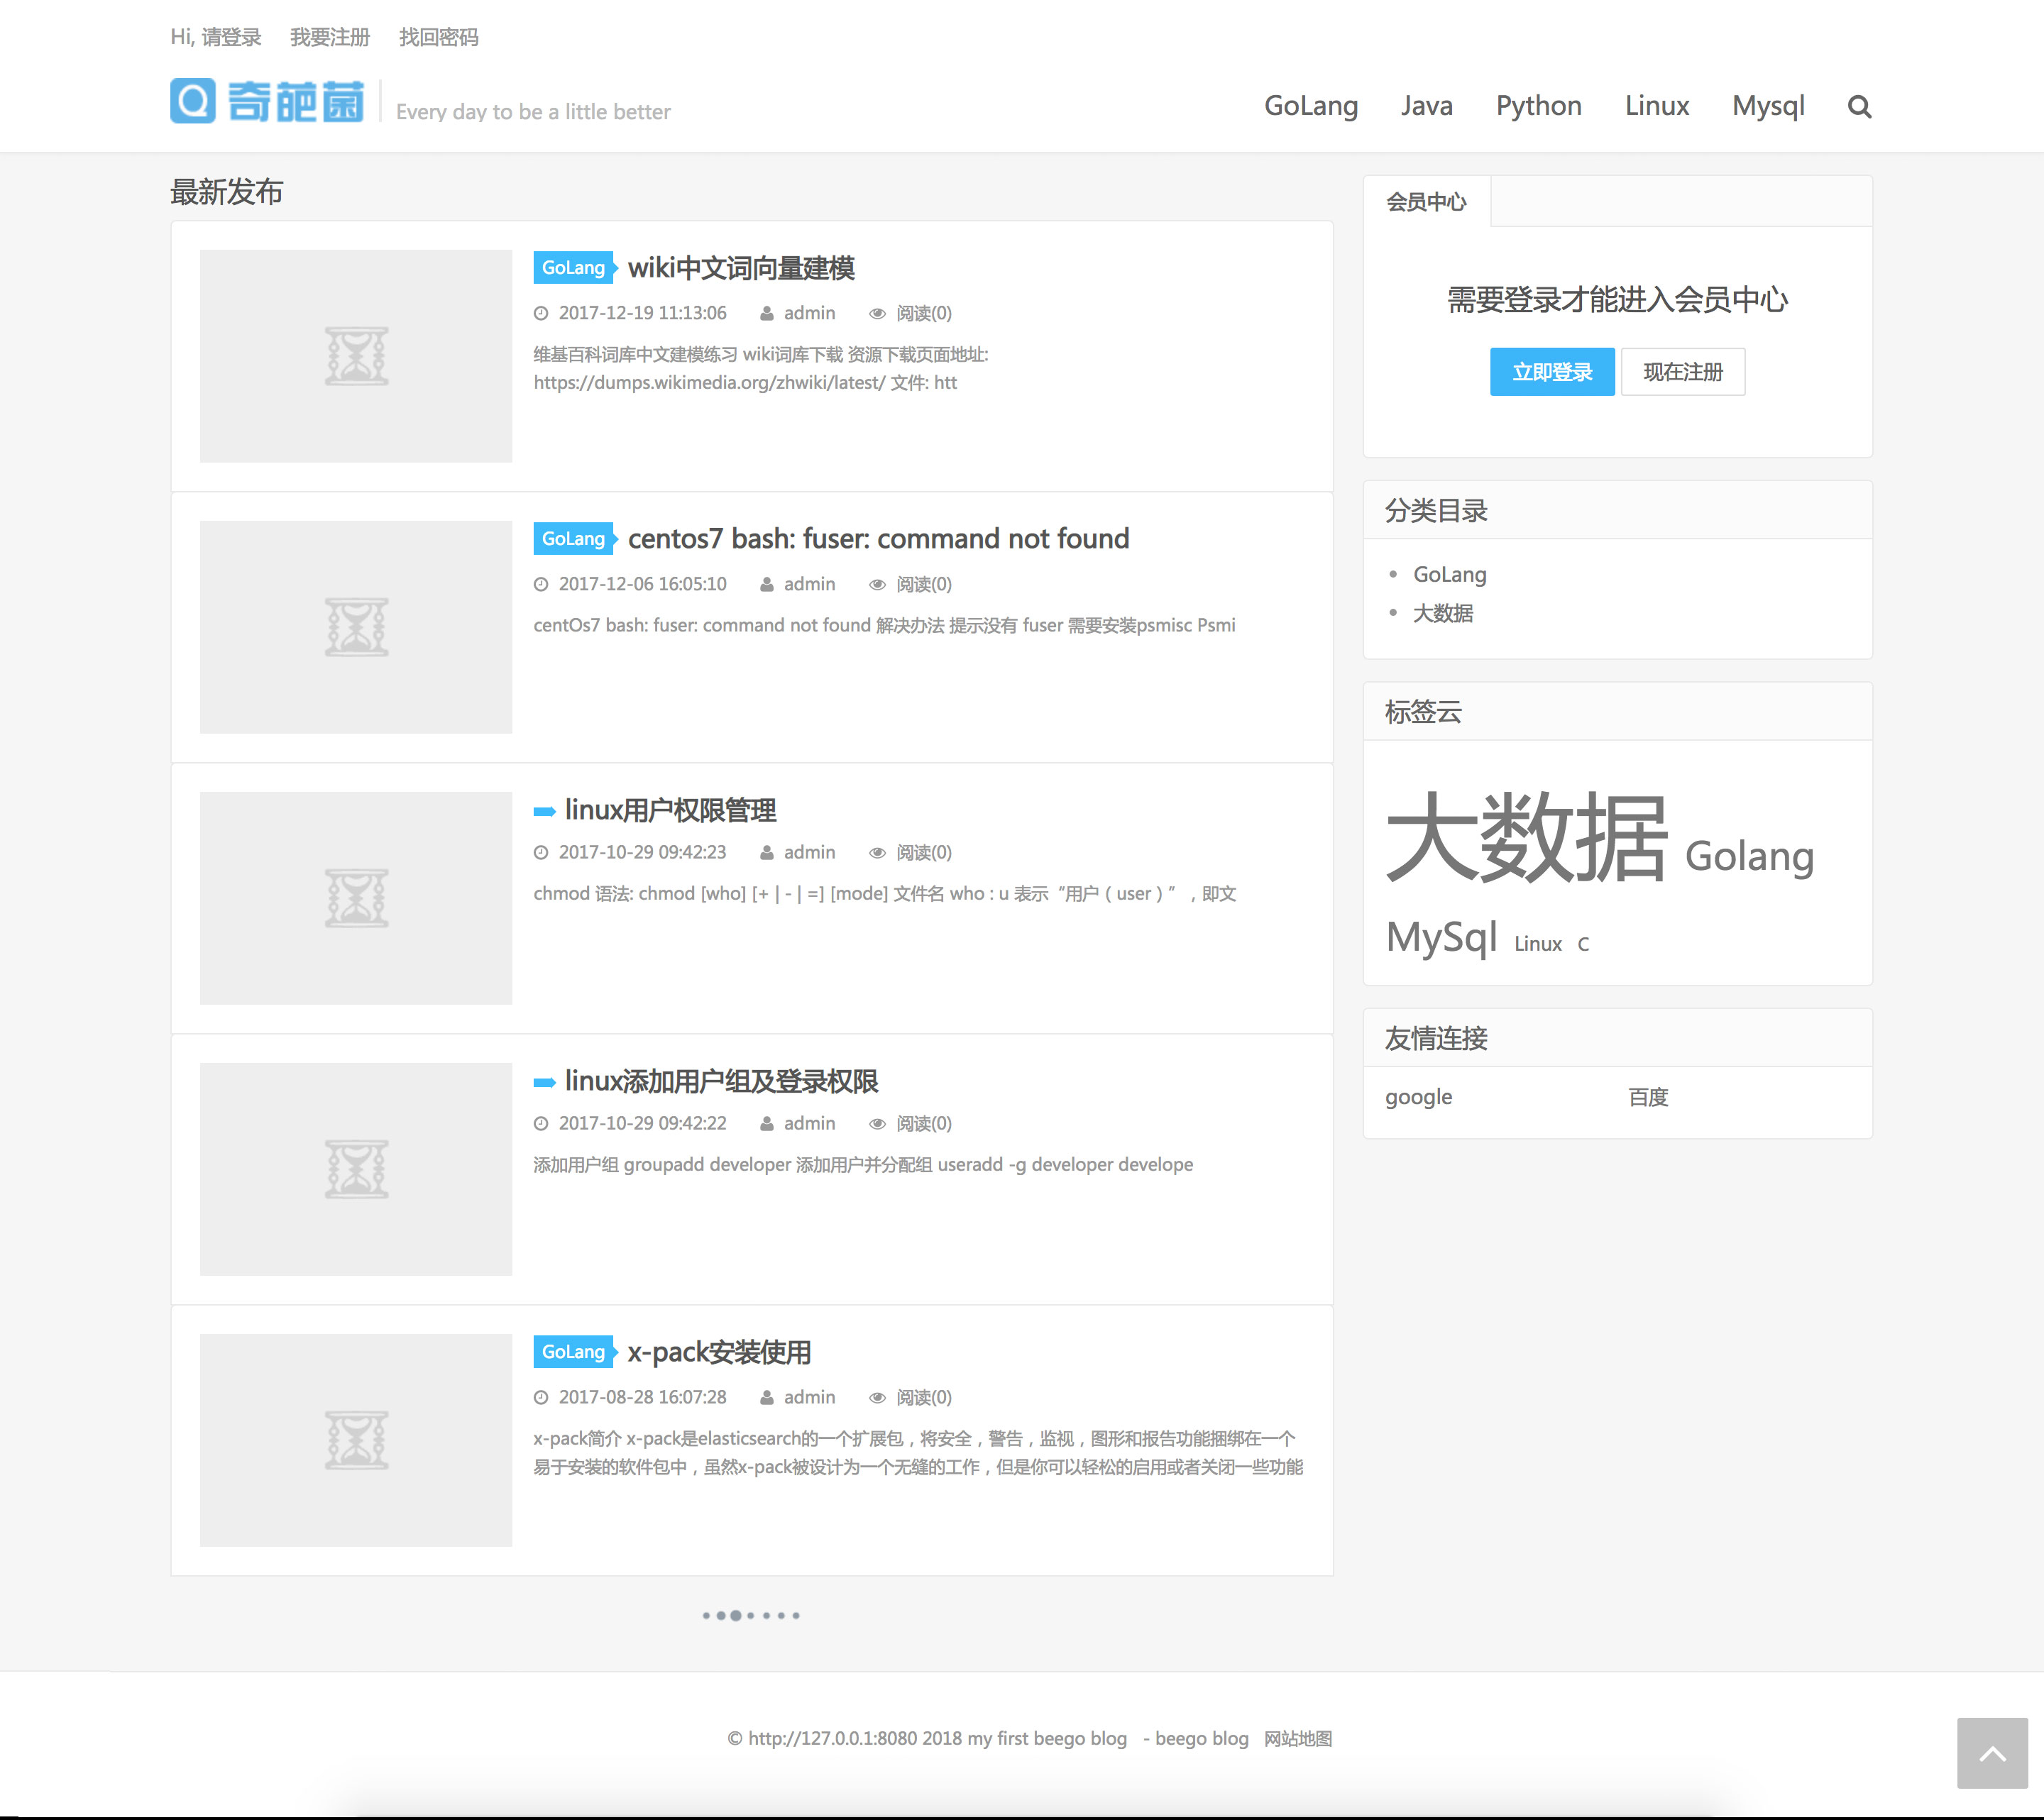 Hi, 请登录 我要注册 找回密码
奇葩菌 Every day to be a little better
GoLang Java Python Linux Mysql
最新发布
GoLang wiki中文词向量建模
2017-12-19 11:13:06 admin 阅读(0)
维基百科词库中文建模练习 wiki词库下载 资源下载页面地址:
https://dumps.wikimedia.org/zhwiki/latest/ 文件: htt
GoLang centos7 bash: fuser: command not found
2017-12-06 16:05:10 admin 阅读(0)
centOs7 bash: fuser: command not found 解决办法 提示没有 fuser 需要安装psmisc Psmi
linux用户权限管理
2017-10-29 09:42:23 admin 阅读(0)
chmod 语法: chmod [who] [+ | - | =] [mode] 文件名 who : u 表示“用户（user）”，即文
linux添加用户组及登录权限
2017-10-29 09:42:22 admin 阅读(0)
添加用户组 groupadd developer 添加用户并分配组 useradd -g developer develope
GoLang x-pack安装使用
2017-08-28 16:07:28 admin 阅读(0)
x-pack简介 x-pack是elasticsearch的一个扩展包，将安全，警告，监视，图形和报告功能捆绑在一个
易于安装的软件包中，虽然x-pack被设计为一个无缝的工作，但是你可以轻松的启用或者关闭一些功能
会员中心
需要登录才能进入会员中心
立即登录 现在注册
分类目录
GoLang
大数据
标签云
大数据 Golang
MySql Linux C
友情连接
google 百度
© http://127.0.0.1:8080 2018 my first beego blog - beego blog 网站地图